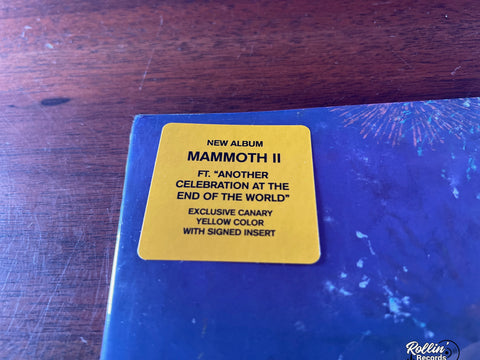 NEW ALBUM
MAMMOTH II
FT. "ANOTHER
CELEBRATION AT THE
END OF THE WORLD"
EXCLUSIVE CANARY
YELLOW COLOR
WITH SIGNED INSERT
Rollin'
Records